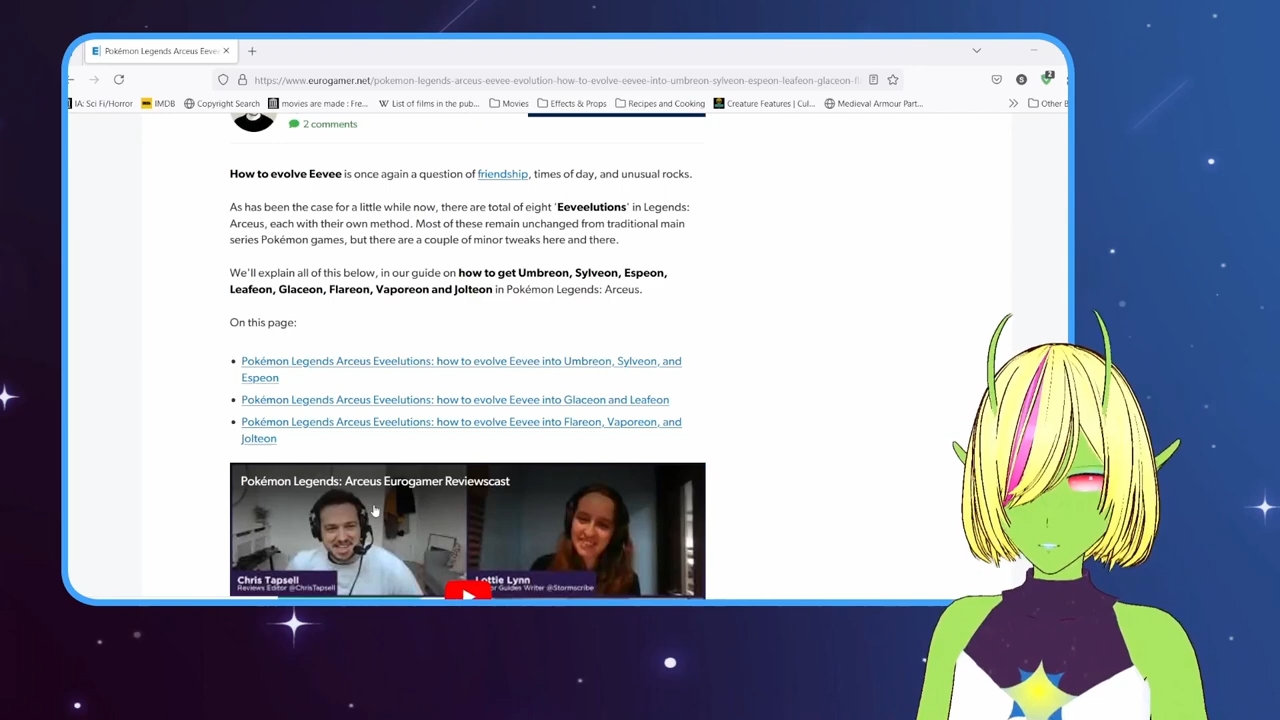 Pokémon Legends Arceus Eeve
https://www.eurogamer.net/pokemon-legends-arceus-eevee-evolution-how-to-evolve-eevee-into-umbreon-sylveon-espeon-leafeon-glaceon-fl
2
IA: Sci Fi/Horror IMDB Copyright Search movies are made : Fre... List of films in the pub... Movies Effects & Props Recipes and Cooking Creature Features | Cul... Medieval Armour Part... Other B
2 comments
How to evolve Eevee is once again a question of friendship, times of day, and unusual rocks.
As has been the case for a little while now, there are total of eight 'Eeveelutions' in Legends:
Arceus, each with their own method. Most of these remain unchanged from traditional main
series Pokémon games, but there are a couple of minor tweaks here and there.
We'll explain all of this below, in our guide on how to get Umbreon, Sylveon, Espeon,
Leafeon, Glaceon, Flareon, Vaporeon and Jolteon in Pokémon Legends: Arceus.
On this page:
Pokémon Legends Arceus Eveelutions: how to evolve Eevee into Umbreon, Sylveon, and
Espeon
Pokémon Legends Arceus Eveelutions: how to evolve Eevee into Glaceon and Leafeon
Pokémon Legends Arceus Eveelutions: how to evolve Eevee into Flareon, Vaporeon, and
Jolteon
Pokémon Legends: Arceus Eurogamer Reviewscast
Chris Tapsell
Reviews Editor @ChrisTapsell
Lottie Lynn
or Guides Writer @Stormscribe